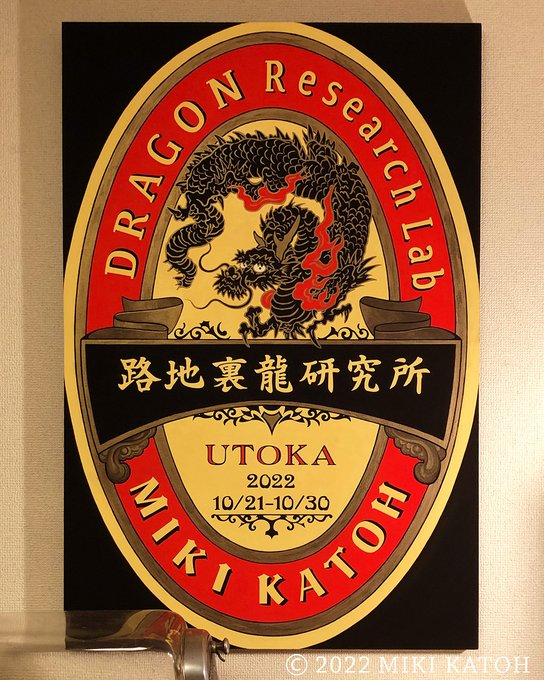 DRAGON Research Lab
路地裏龍研究所
UTOKA
2022
10/21-10/30
MIKI KATOH
© 2022 MIKI KATOH